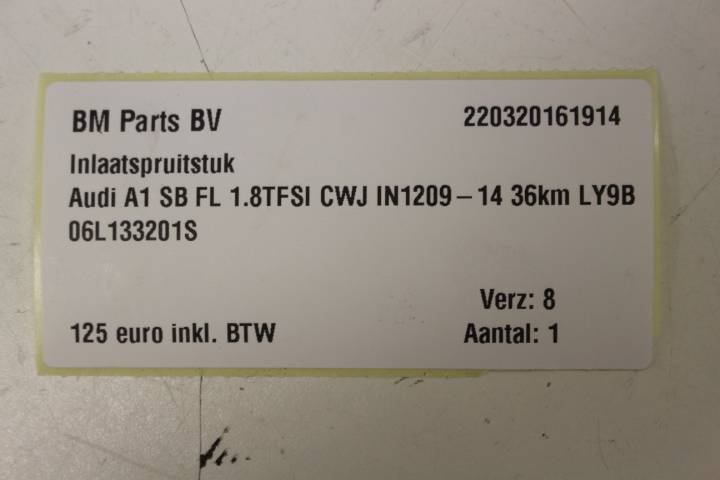 BM Parts BV 220320161914
Inlaatspruitstuk
Audi A1 SB FL 1.8TFSI CWJ IN1209-14 36km LY9B
06L133201S
Verz: 8
125 euro inkl. BTW Aantal: 1